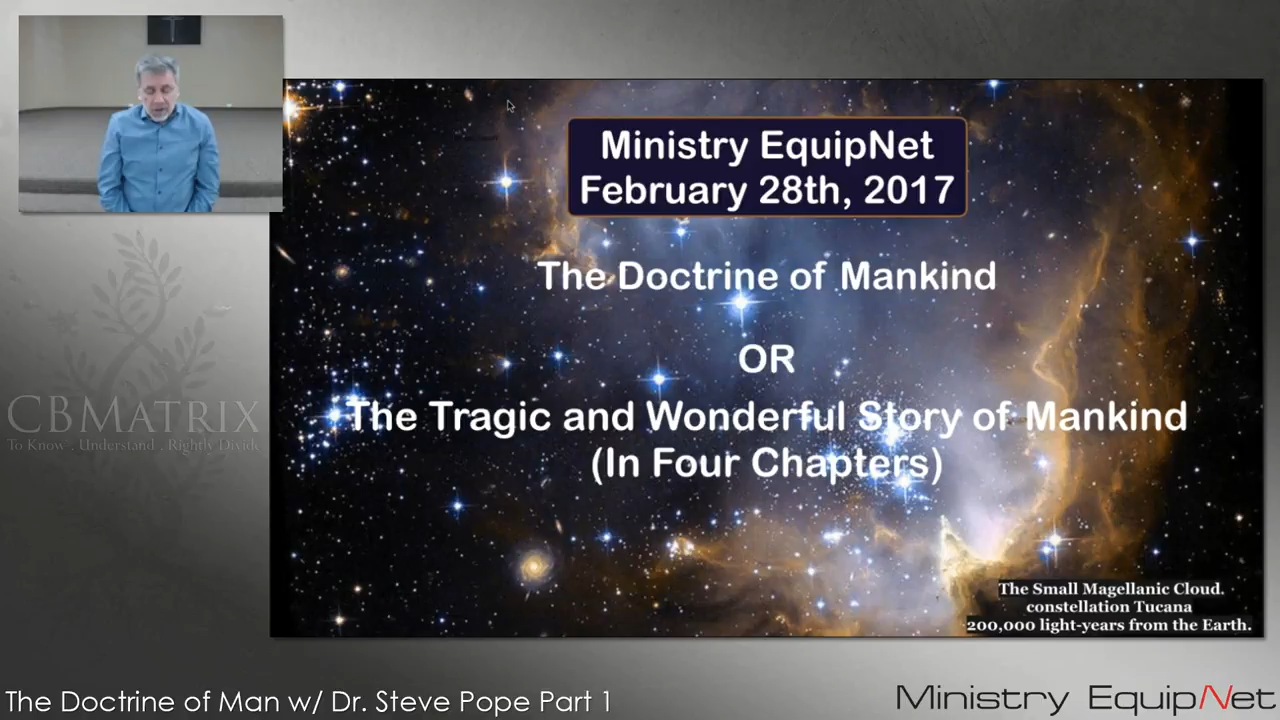 Ministry EquipNet
February 28th, 2017
The Doctrine of Mankind
OR
The Tragic and Wonderful Story of Mankind
(In Four Chapters)
CBMATRIX
To Know . Understand . Rightly Divide
The Small Magellanic Cloud.
constellation Tucana
200,000 light-years from the Earth.
The Doctrine of Man w/ Dr. Steve Pope Part 1
Ministry EquipNet